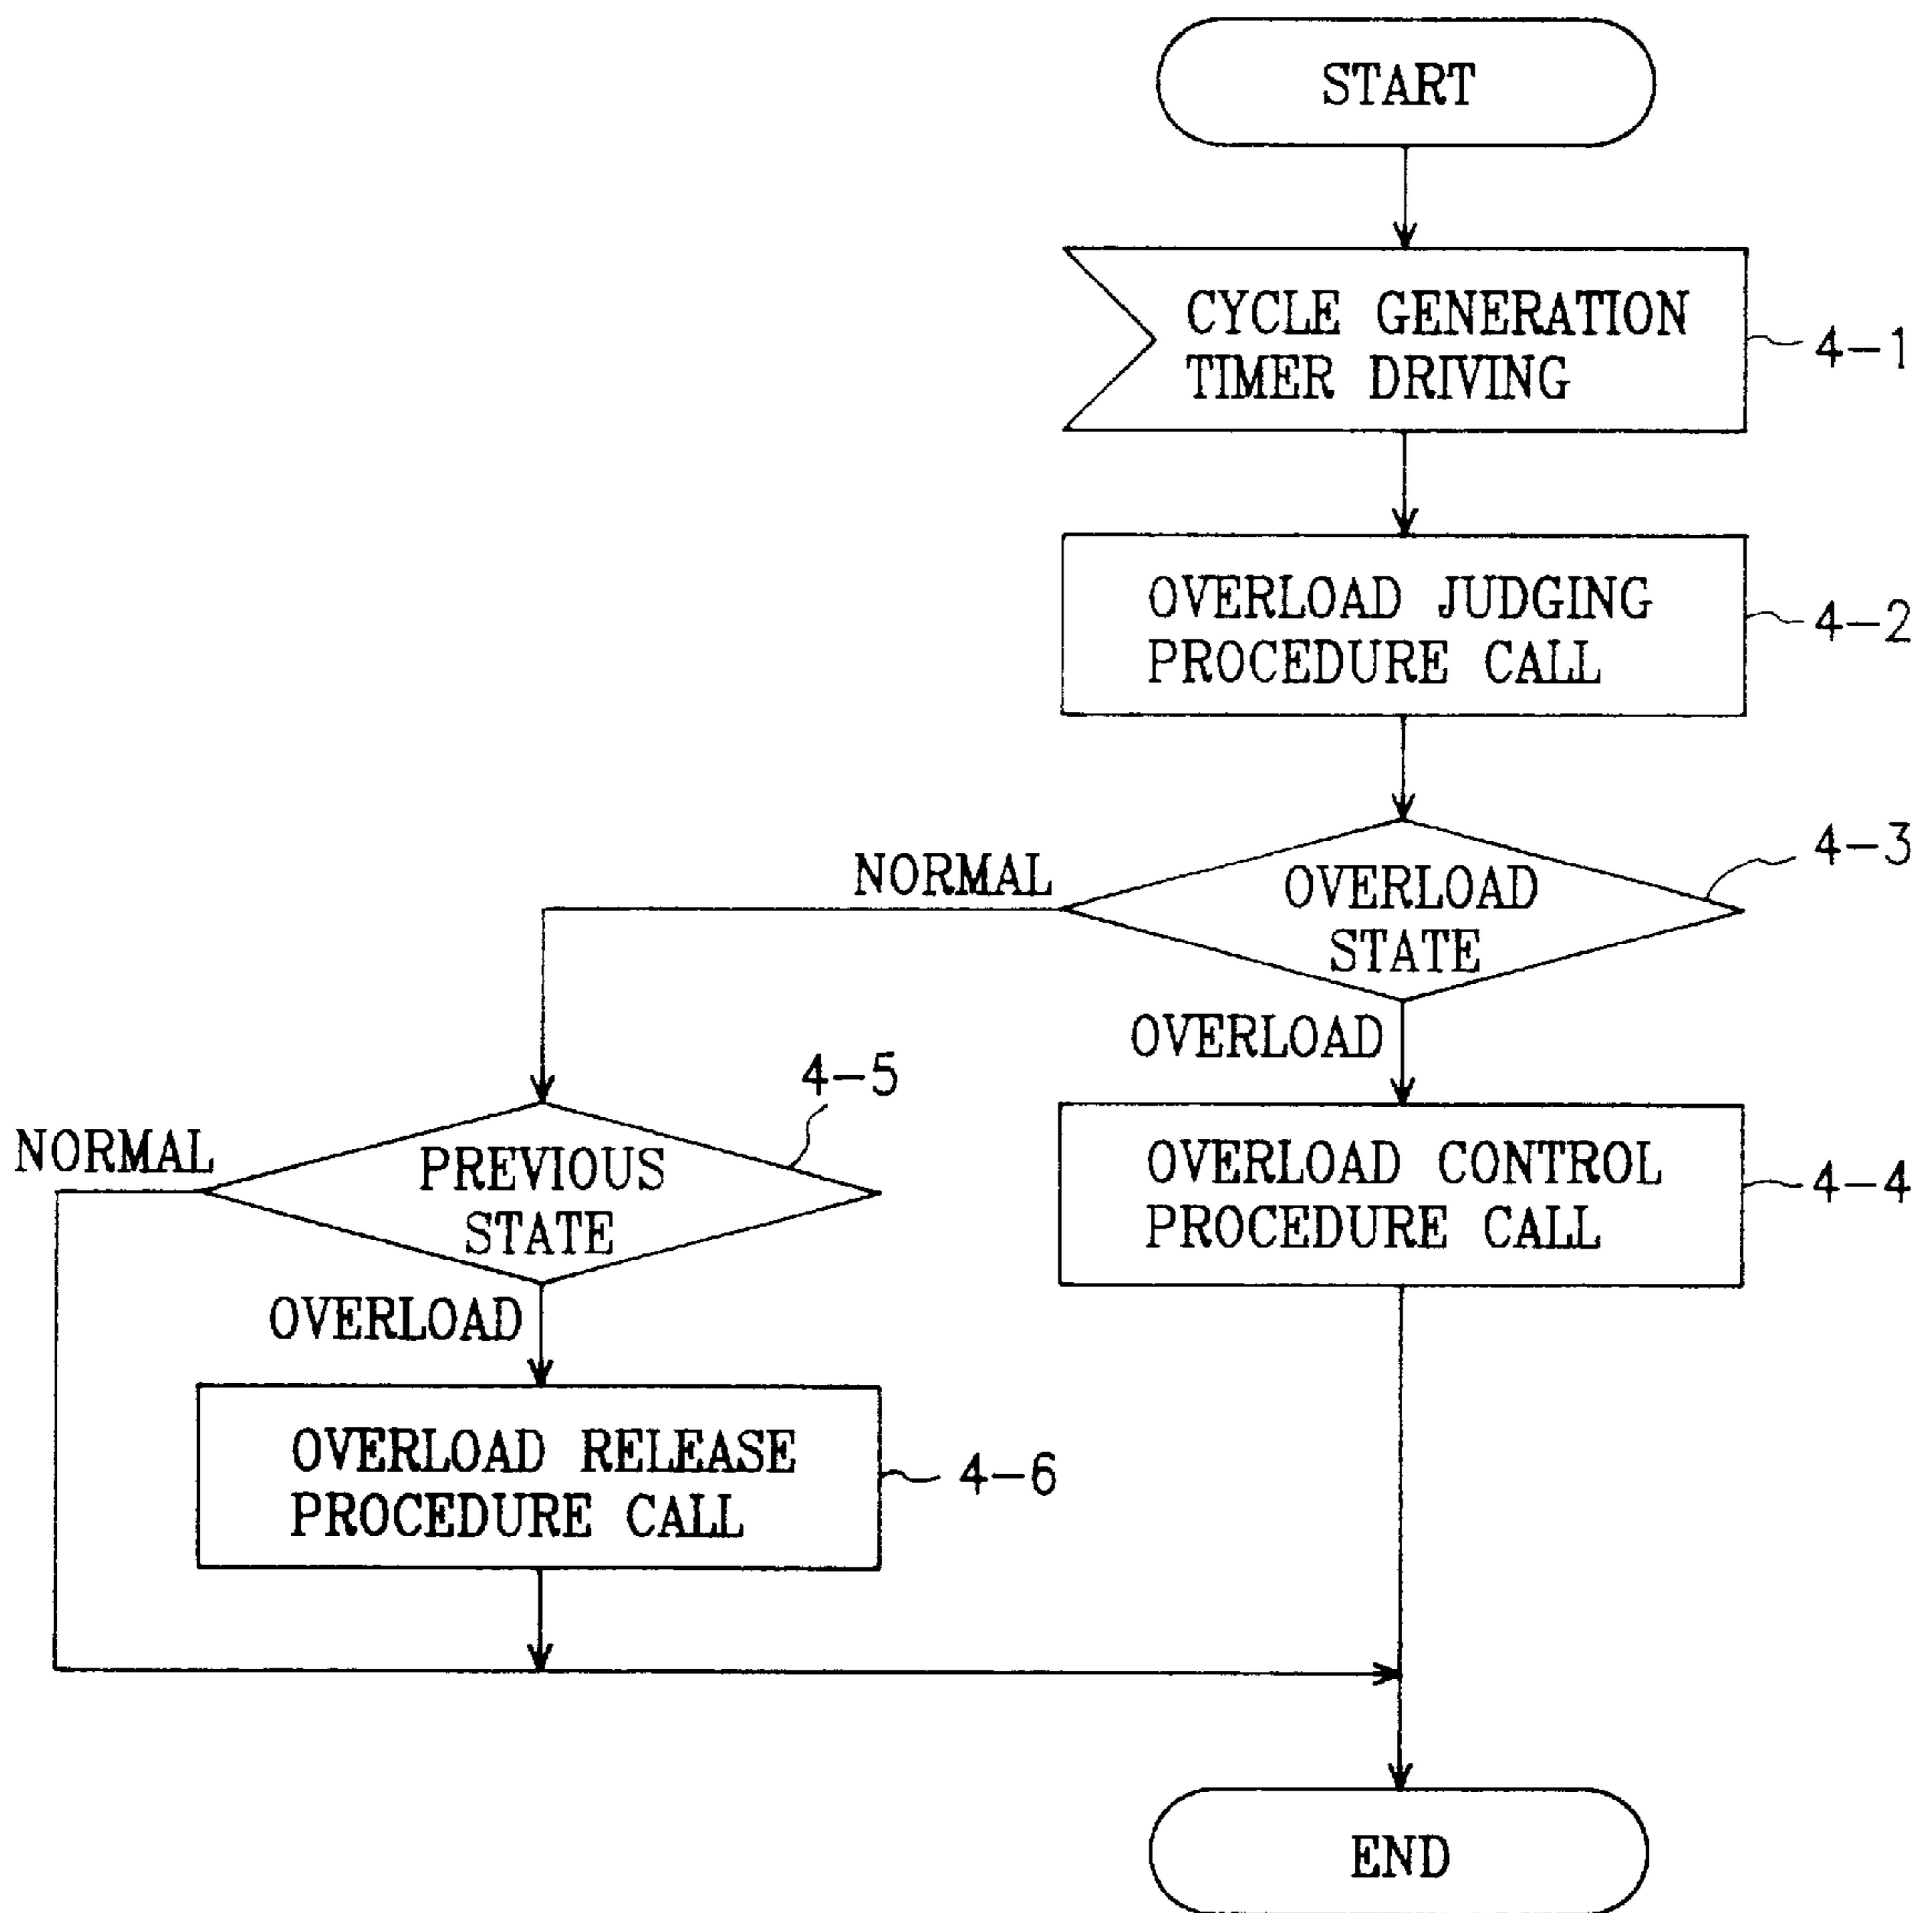 START
CYCLE GENERATION
TIMER DRIVING
4-1
OVERLOAD JUDGING
PROCEDURE CALL
4-2
4-3
NORMAL
OVERLOAD
STATE
OVERLOAD
4-5
NORMAL
PREVIOUS
STATE
OVERLOAD CONTROL
PROCEDURE CALL
4-4
OVERLOAD
OVERLOAD RELEASE
PROCEDURE CALL
4-6
END